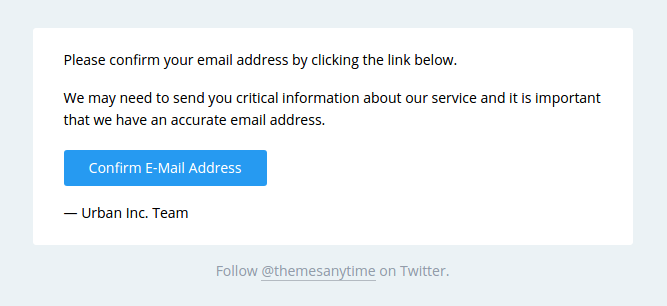 Please confirm your email address by clicking the link below.
We may need to send you critical information about our service and it is important
that we have an accurate email address.
Confirm E-Mail Address
— Urban Inc. Team
Follow @themesanytime on Twitter.